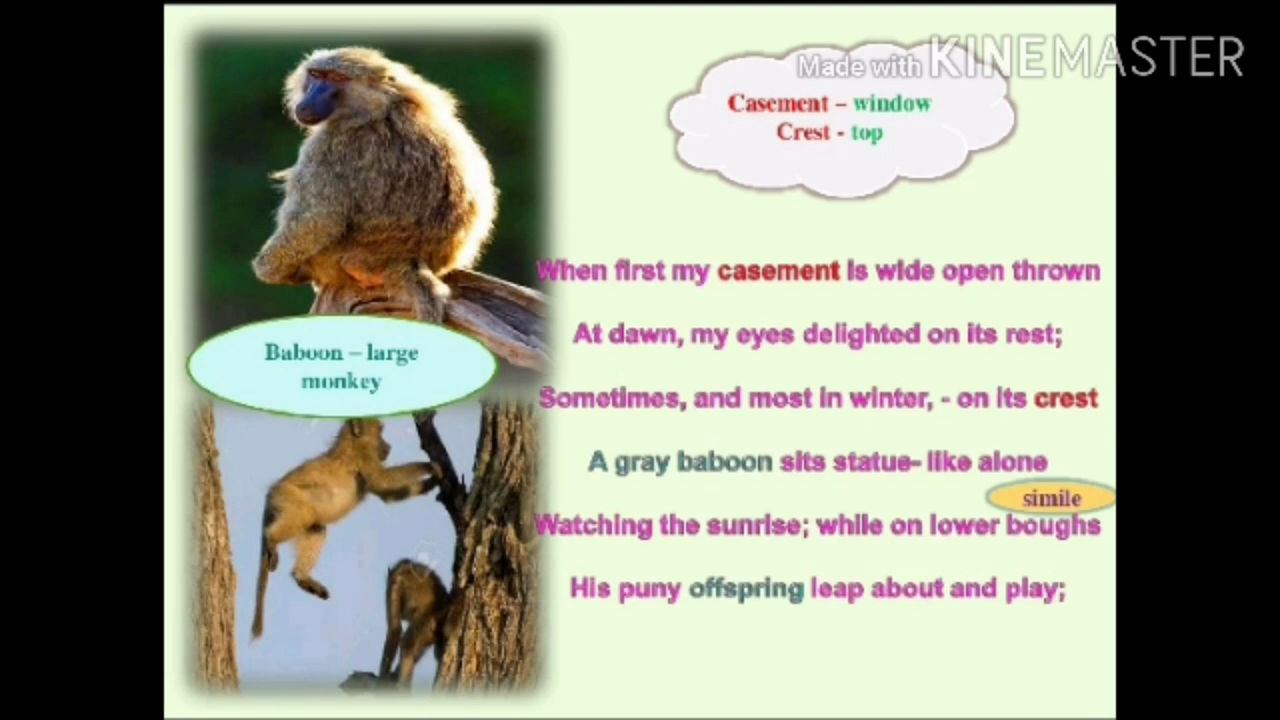 Made with KINEMASTER
Casement – window
Crest - top
When first my casement is wide open thrown
At dawn, my eyes delighted on its rest;
Sometimes, and most in winter, - on its crest
A gray baboon sits statue- like alone
simile
Watching the sunrise; while on lower boughs
His puny offspring leap about and play;
Baboon – large
monkey